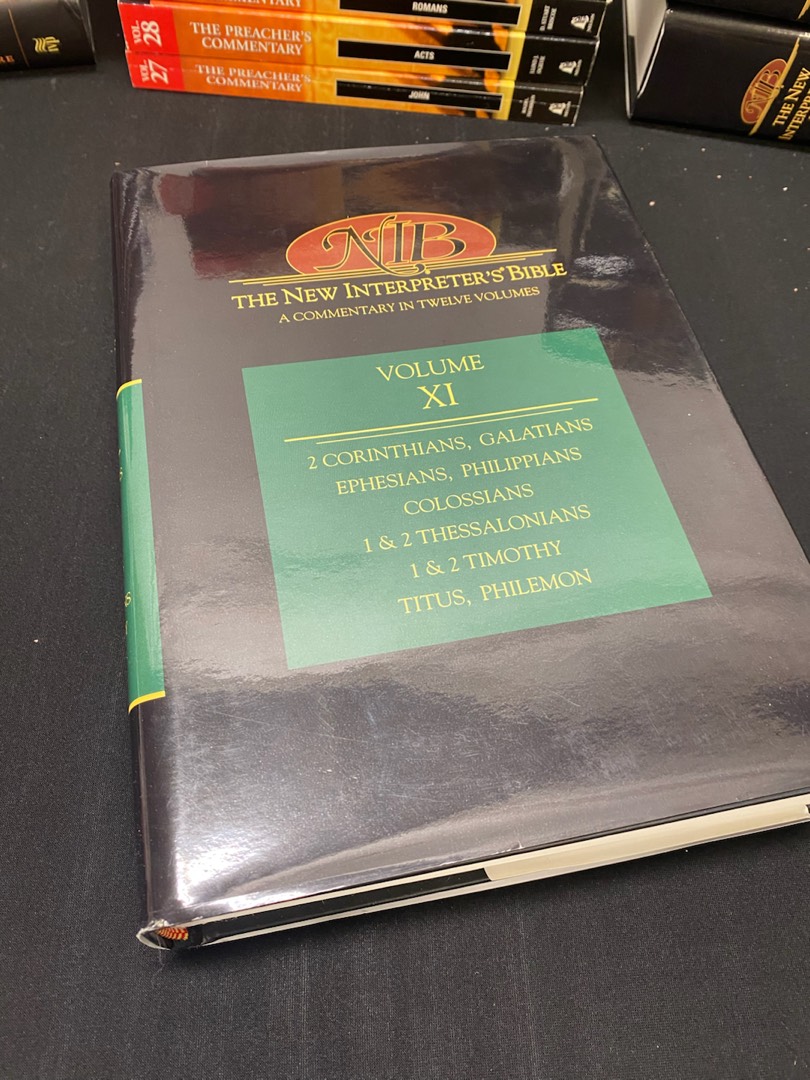 ROMANS
VOL. 28
THE PREACHER'S
COMMENTARY
ACTS
VOL. 27
THE PREACHER'S
COMMENTARY
JOHN
NIB
THE NEW
NIB
THE NEW INTERPRETER'S BIBLE
A COMMENTARY IN TWELVE VOLUMES
VOLUME
XI
2 CORINTHIANS, GALATIANS
EPHESIANS, PHILIPPIANS
COLOSSIANS
1 & 2 THESSALONIANS
1 & 2 TIMOTHY
TITUS, PHILEMON